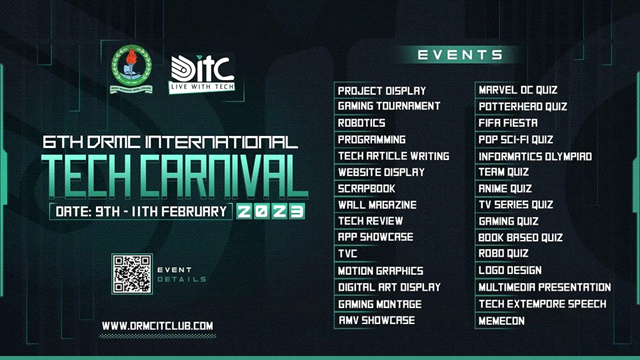 DITC
LIVE WITH TECH
6TH DRMC INTERNATIONAL
TECH CARNIVAL
DATE: 9TH - 11TH FEBRUARY 2023
EVENT
DETAILS
WWW.DRMCITCLUB.COM
EVENTS
PROJECT DISPLAY
GAMING TOURNAMENT
ROBOTICS
PROGRAMMING
TECH ARTICLE WRITING
WEBSITE DISPLAY
SCRAPBOOK
WALL MAGAZINE
TECH REVIEW
APP SHOWCASE
TVC
MOTION GRAPHICS
DIGITAL ART DISPLAY
GAMING MONTAGE
AMV SHOWCASE
MARVEL DC QUIZ
POTTERHEAD QUIZ
FIFA FIESTA
POP SCI-FI QUIZ
INFORMATICS OLYMPIAD
TEAM QUIZ
ANIME QUIZ
TV SERIES QUIZ
GAMING QUIZ
BOOK BASED QUIZ
ROBO QUIZ
LOGO DESIGN
MULTIMEDIA PRESENTATION
TECH EXTEMPORE SPEECH
MEMECON